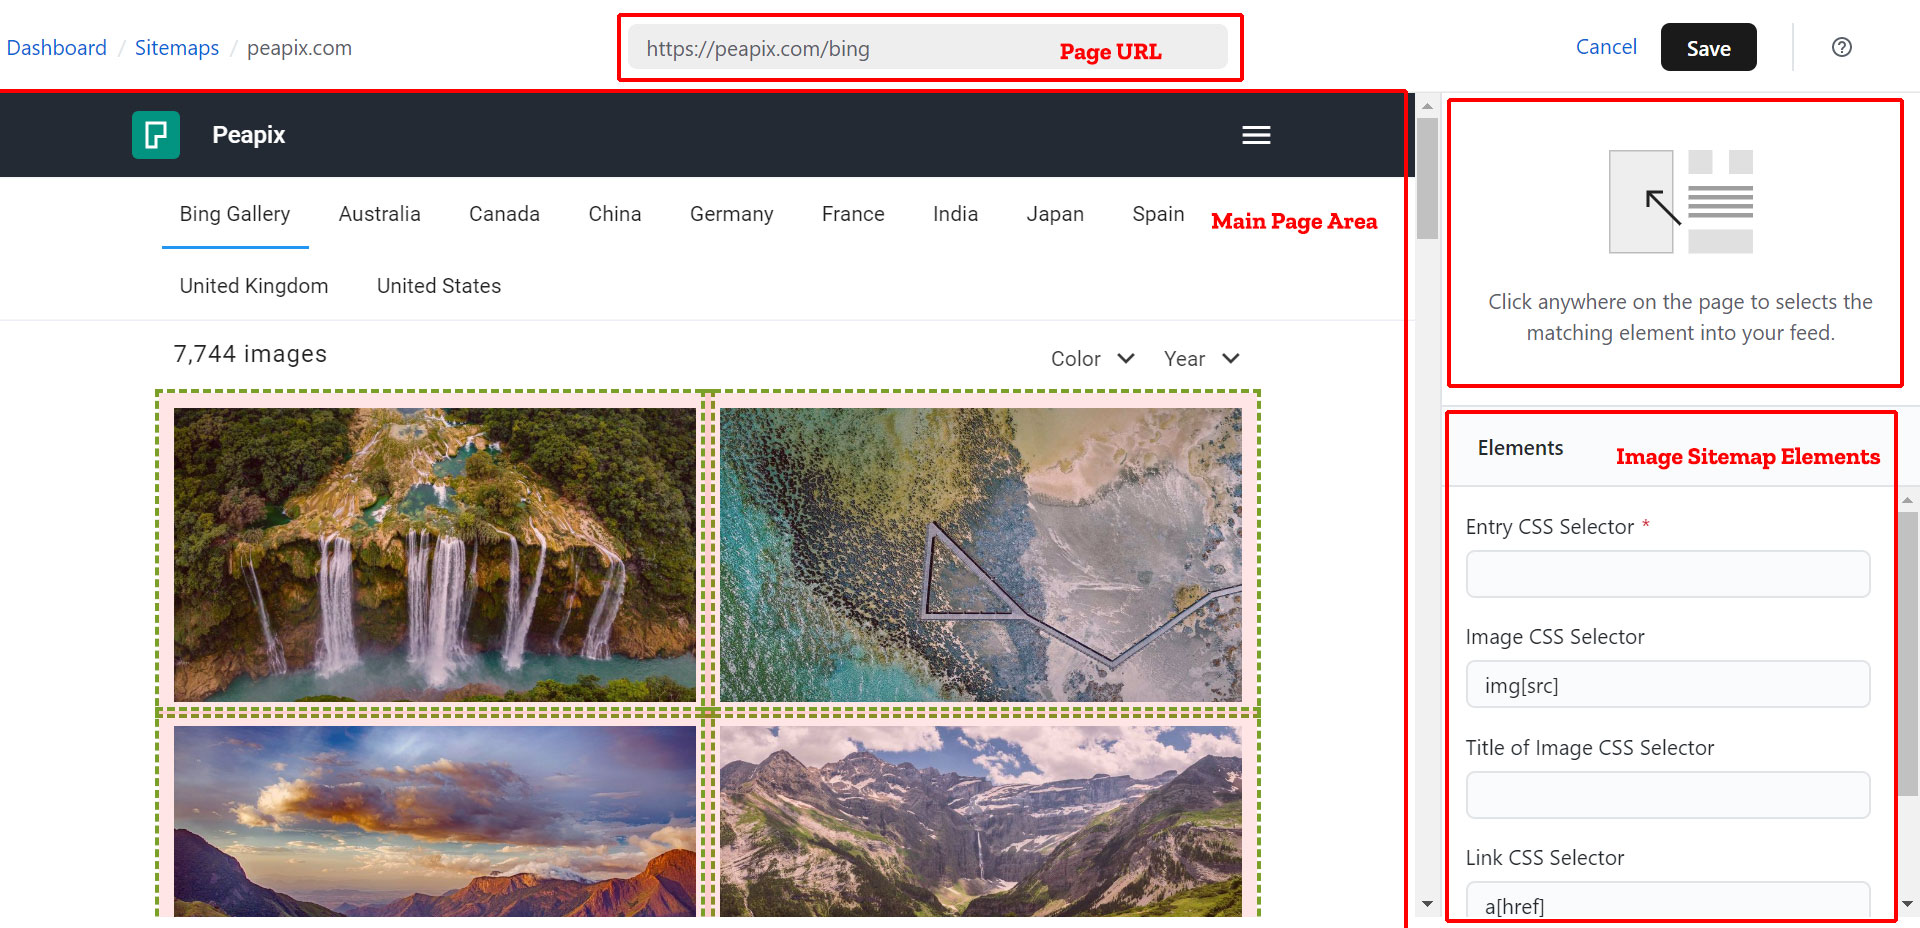 Dashboard / Sitemaps / peapix.com
https://peapix.com/bing
Page URL
Cancel
Save
Peapix
Bing Gallery Australia Canada China Germany France India Japan Spain
Main Page Area
United Kingdom United States
7,744 images
Color Year
Click anywhere on the page to selects the
matching element into your feed.
Elements
Image Sitemap Elements
Entry CSS Selector *
Image CSS Selector
img[src]
Title of Image CSS Selector
Link CSS Selector
a[href]